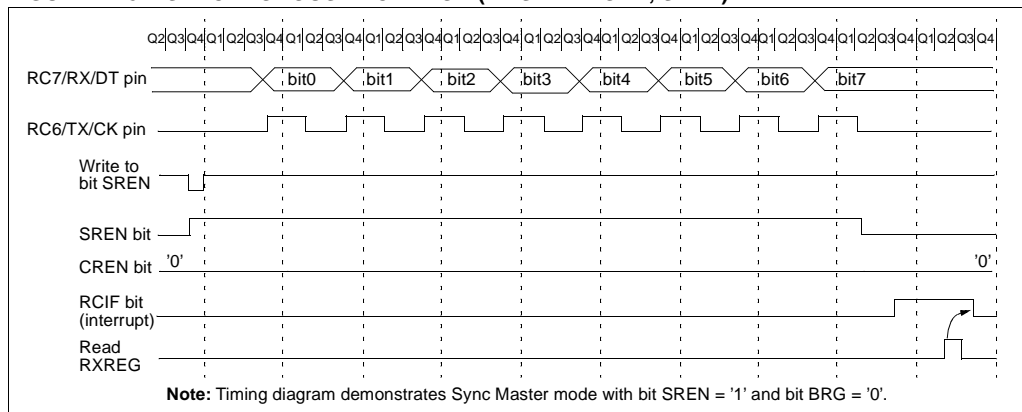 Q2 Q3 Q4 Q1 Q2 Q3 Q4 Q1 Q2 Q3 Q4 Q1 Q2 Q3 Q4 Q1 Q2 Q3 Q4 Q1 Q2 Q3 Q4 Q1 Q2 Q3 Q4 Q1 Q2 Q3 Q4 Q1 Q2 Q3 Q4 Q1 Q2 Q3 Q4 Q1 Q2 Q3 Q4
RC7/RX/DT pin bit0 bit1 bit2 bit3 bit4 bit5 bit6 bit7
RC6/TX/CK pin
Write to
bit SREN
SREN bit
CREN bit '0' '0'
RCIF bit
(interrupt)
Read
RXREG
Note: Timing diagram demonstrates Sync Master mode with bit SREN = '1' and bit BRG = '0'.